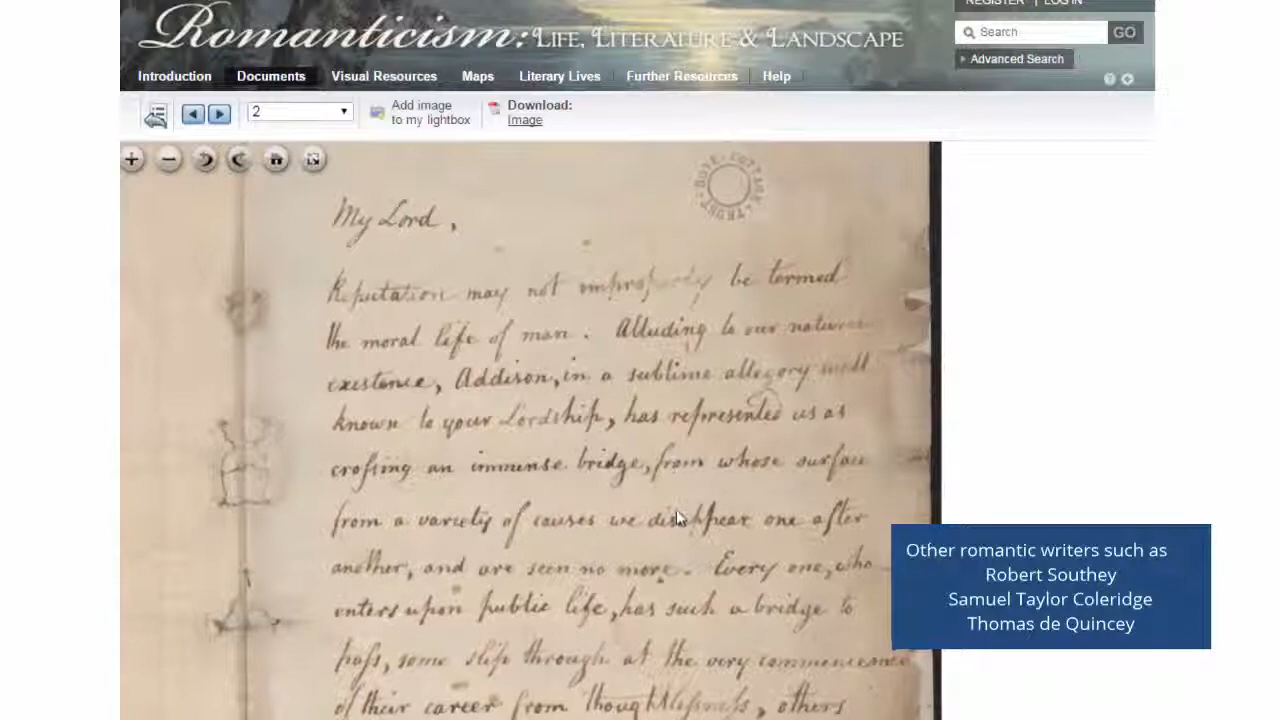 REGISTER | LOG IN
Romanticism: LIFE, LITERATURE & LANDSCAPE
Search
GO
Advanced Search
Introduction
Documents
Visual Resources
Maps
Literary Lives
Further Resources
Help
2
Add image
to my lightbox
Download:
Image
DOVE COTTAGE TRUST
My Lord,
Reputation may not improperly be termed
the moral life of man. Alluding to our natural
existence, Addison, in a sublime allegory well
known to your Lordship, has represented us as
crossing an immense bridge, from whose surface
from a variety of causes we disappear one after
another, and are seen no more. Every one, who
enters upon public life, has such a bridge to
pass, some slip through at the very commencement
of their career from thoughtlessness, others
Other romantic writers such as
Robert Southey
Samuel Taylor Coleridge
Thomas de Quincey